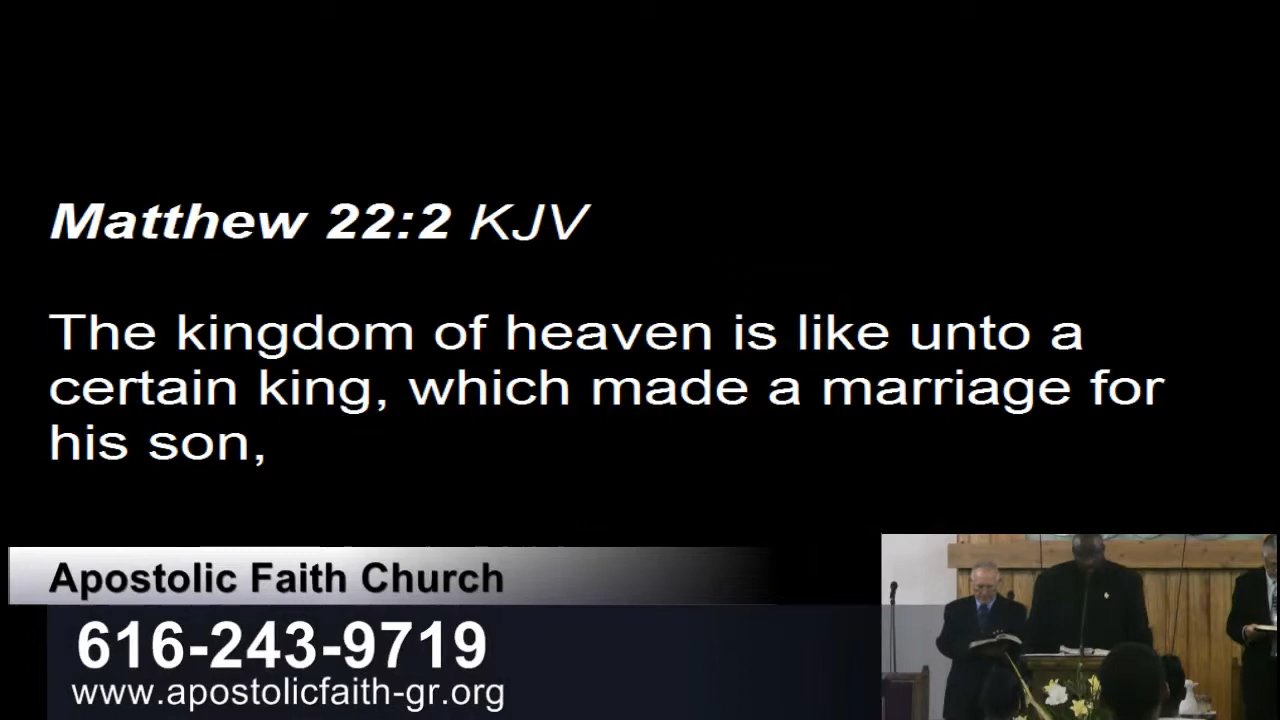 Matthew 22:2 KJV
The kingdom of heaven is like unto a
certain king, which made a marriage for
his son,
Apostolic Faith Church
616-243-9719
www.apostolicfaith-gr.org